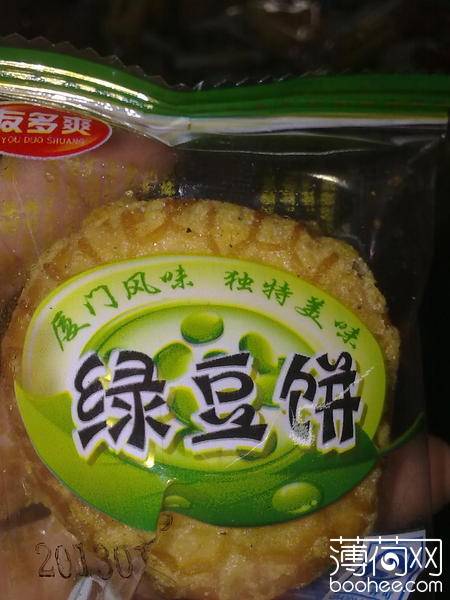 友多爽
YOU DUO SHUANG
厦门风味 独特美味
绿豆饼
201301
薄荷网
boohee.com